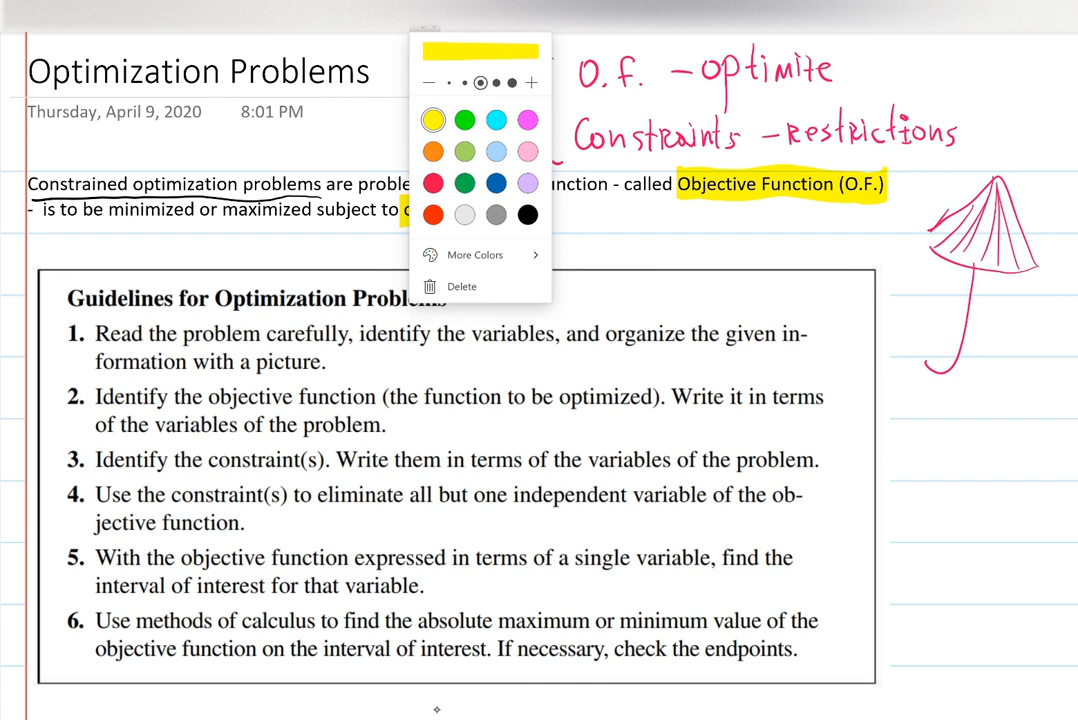 Optimization Problems
Thursday, April 9, 2020 8:01 PM
O.F. - optimite
Constraints - Restrictions
Constrained optimization problems are proble nction - called Objective Function (O.F.)
- is to be minimized or maximized subject to
More Colors
Delete
Guidelines for Optimization Problems
1. Read the problem carefully, identify the variables, and organize the given in-
formation with a picture.
2. Identify the objective function (the function to be optimized). Write it in terms
of the variables of the problem.
3. Identify the constraint(s). Write them in terms of the variables of the problem.
4. Use the constraint(s) to eliminate all but one independent variable of the ob-
jective function.
5. With the objective function expressed in terms of a single variable, find the
interval of interest for that variable.
6. Use methods of calculus to find the absolute maximum or minimum value of the
objective function on the interval of interest. If necessary, check the endpoints.